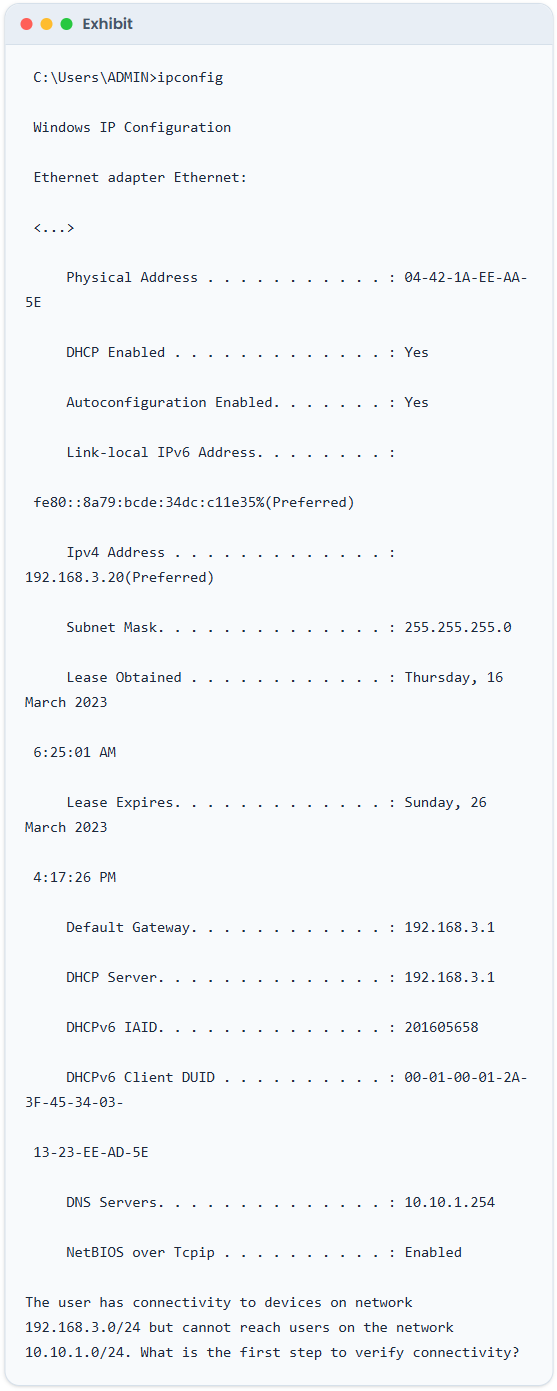 Exhibit
C:\Users\ADMIN>ipconfig
Windows IP Configuration
Ethernet adapter Ethernet:
<...>
Physical Address . . . . . . . . . . . : 04-42-1A-EE-AA-
5E
DHCP Enabled . . . . . . . . . . . . . : Yes
Autoconfiguration Enabled. . . . . . . : Yes
Link-local IPv6 Address. . . . . . . . :
fe80::8a79:bcde:34dc:c11e35%(Preferred)
Ipv4 Address . . . . . . . . . . . . . :
192.168.3.20(Preferred)
Subnet Mask. . . . . . . . . . . . . . : 255.255.255.0
Lease Obtained . . . . . . . . . . . . : Thursday, 16
March 2023
6:25:01 AM
Lease Expires. . . . . . . . . . . . . : Sunday, 26
March 2023
4:17:26 PM
Default Gateway. . . . . . . . . . . . : 192.168.3.1
DHCP Server. . . . . . . . . . . . . . : 192.168.3.1
DHCPv6 IAID. . . . . . . . . . . . . . : 201605658
DHCPv6 Client DUID . . . . . . . . . . : 00-01-00-01-2A-
3F-45-34-03-
13-23-EE-AD-5E
DNS Servers. . . . . . . . . . . . . . : 10.10.1.254
NetBIOS over Tcpip . . . . . . . . . . : Enabled
The user has connectivity to devices on network
192.168.3.0/24 but cannot reach users on the network
10.10.1.0/24. What is the first step to verify connectivity?